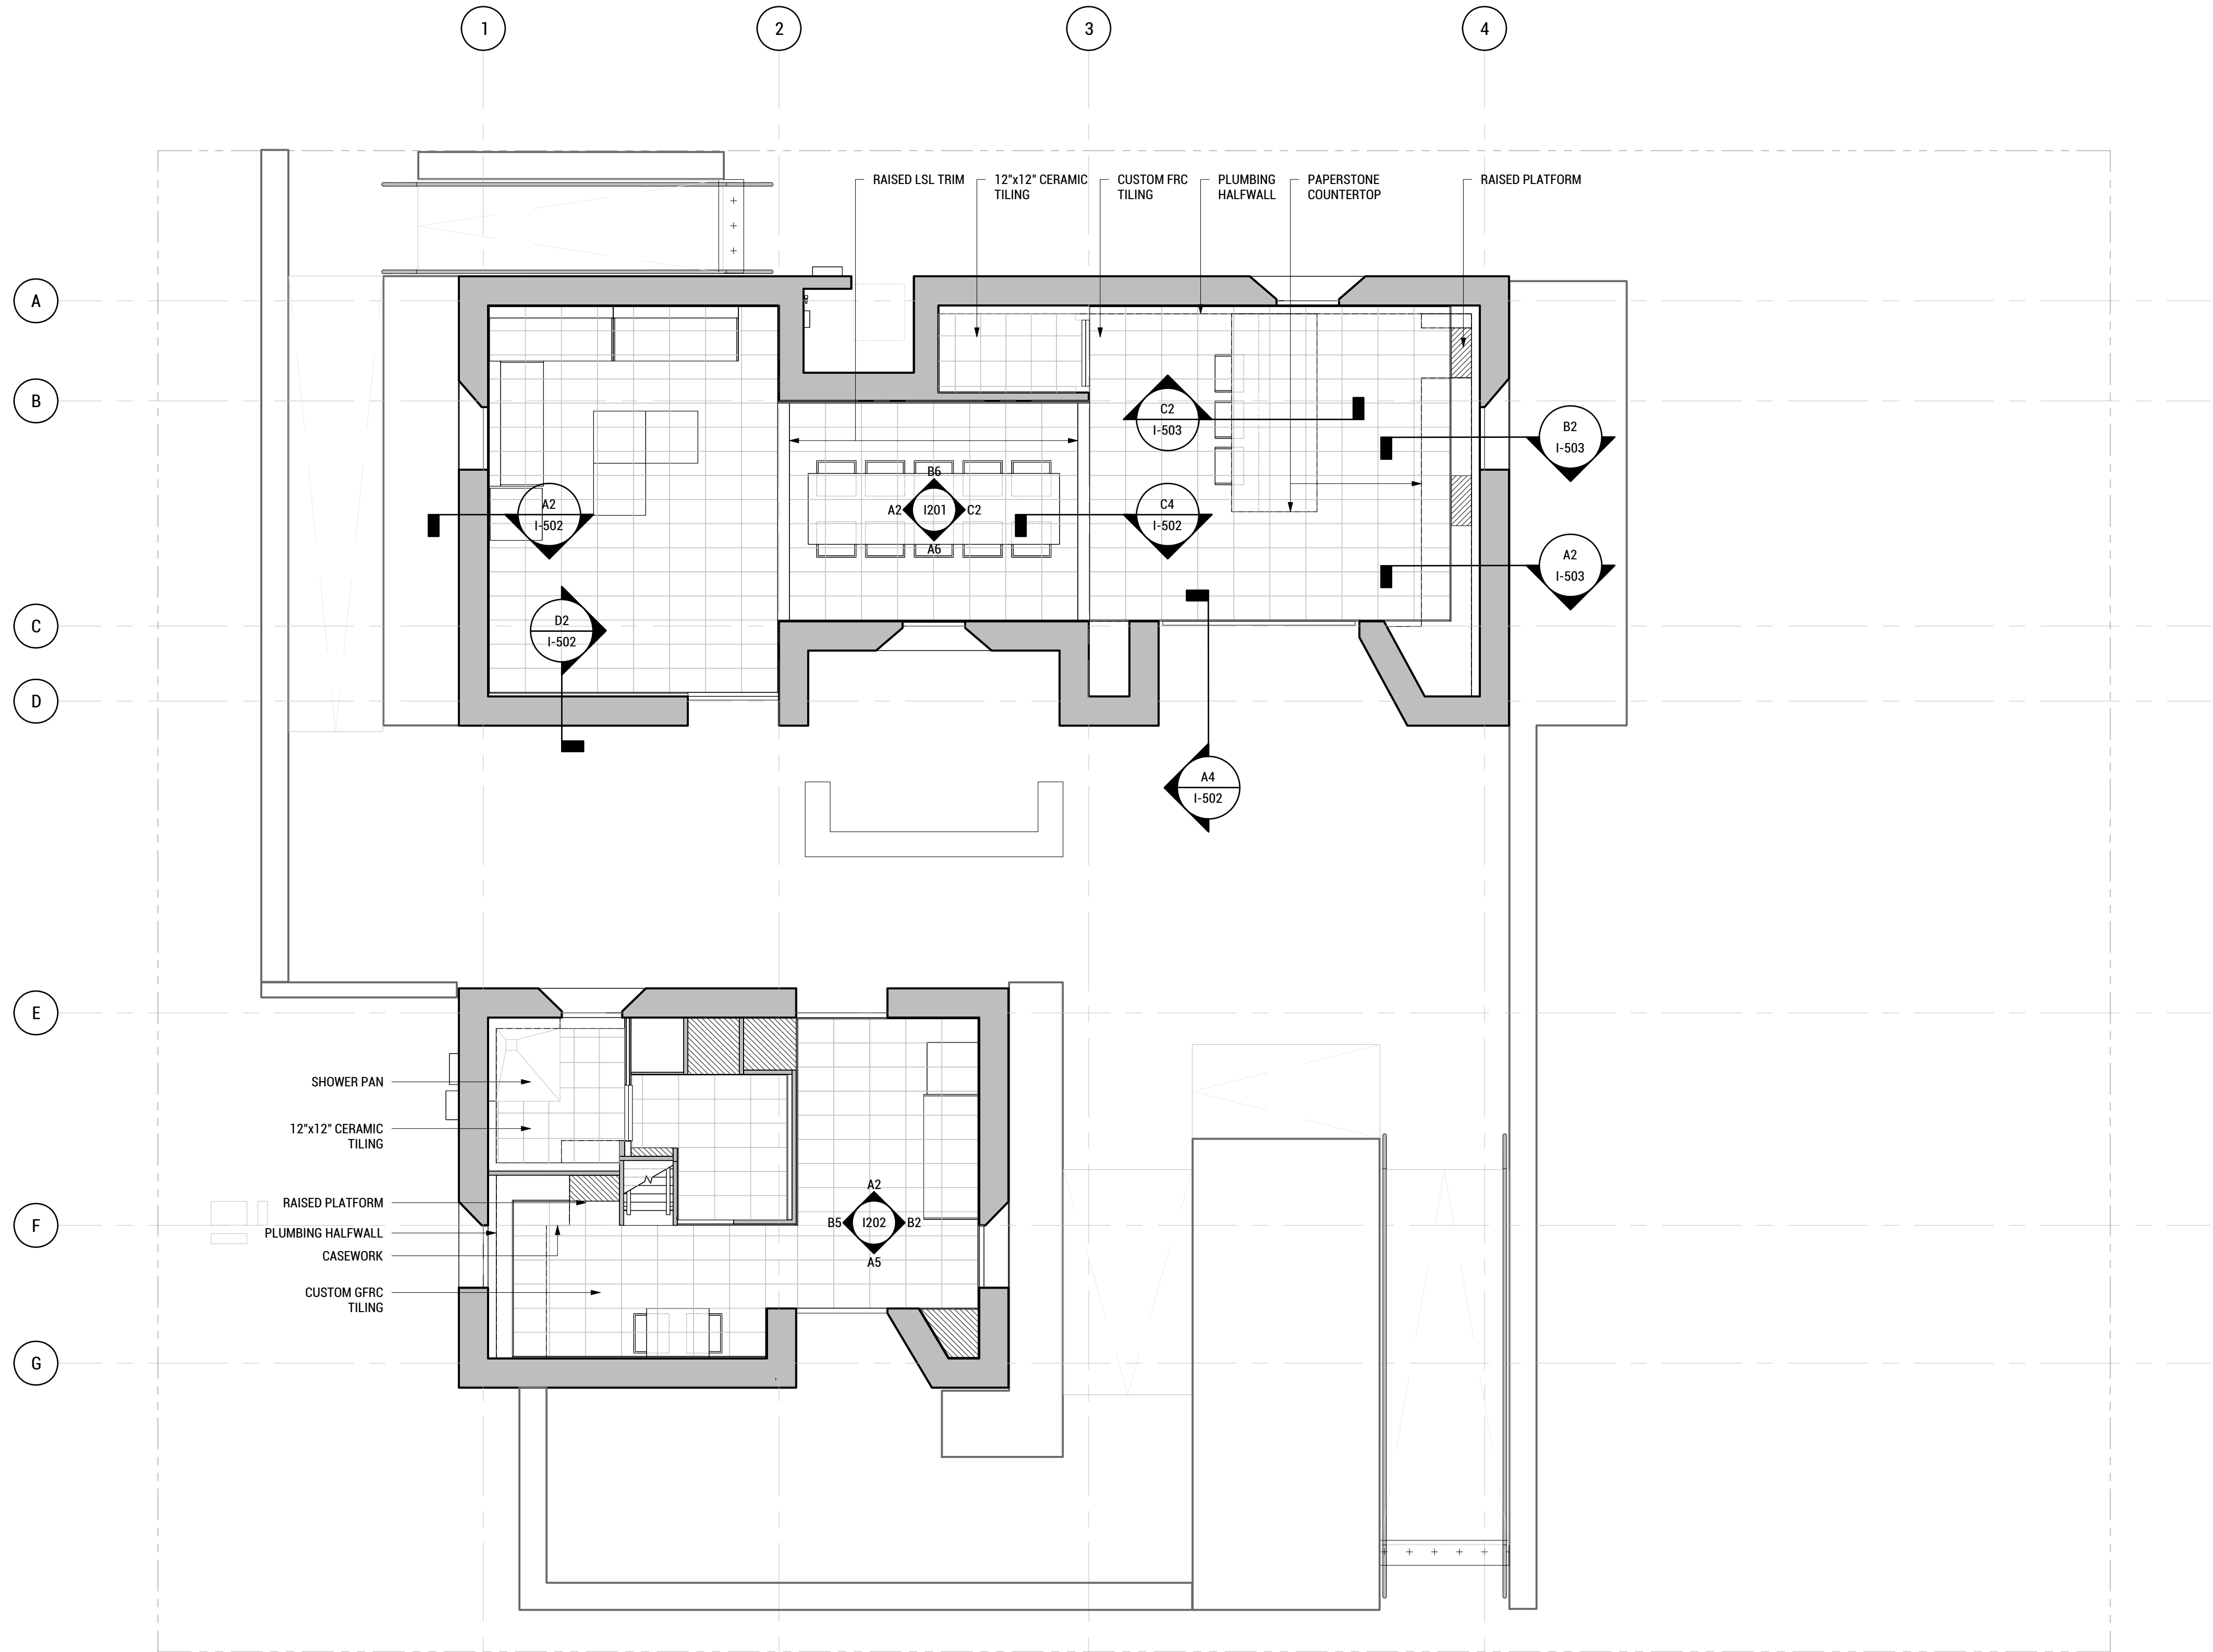 1
2
3
4
RAISED LSL TRIM
12"x12" CERAMIC
TILING
CUSTOM FRC
TILING
PLUMBING
HALFWALL
PAPERSTONE
COUNTERTOP
RAISED PLATFORM
A
B
C2
I-503
B2
I-503
B6
A2
I-502
A2
I201
C2
C4
I-502
A6
A2
I-503
C
D2
I-502
D
A4
I-502
E
SHOWER PAN
12"x12" CERAMIC
TILING
RAISED PLATFORM
A2
F
B5
I202
B2
PLUMBING HALFWALL
CASEWORK
A5
CUSTOM GFRC
TILING
G